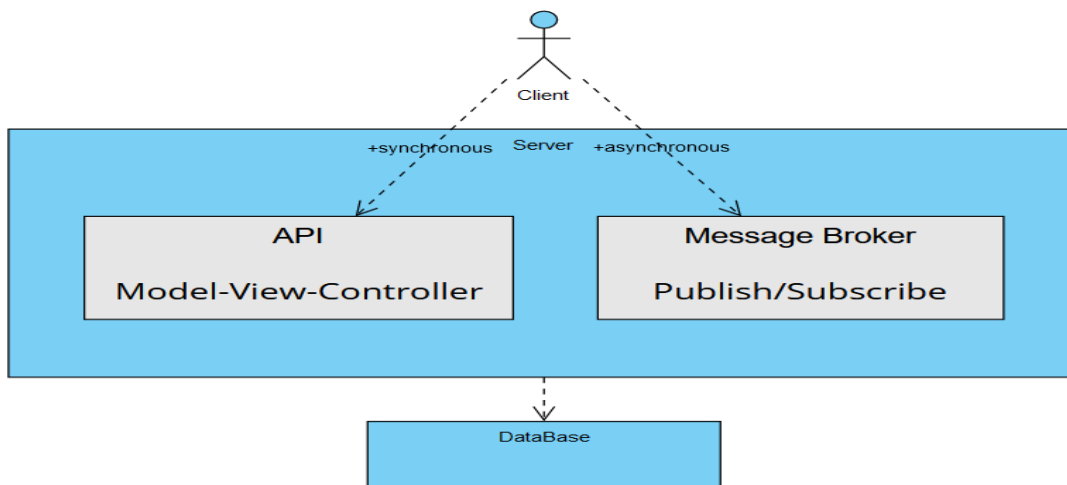 Client
+synchronous
Server
+asynchronous
API
Model-View-Controller
Message Broker
Publish/Subscribe
DataBase